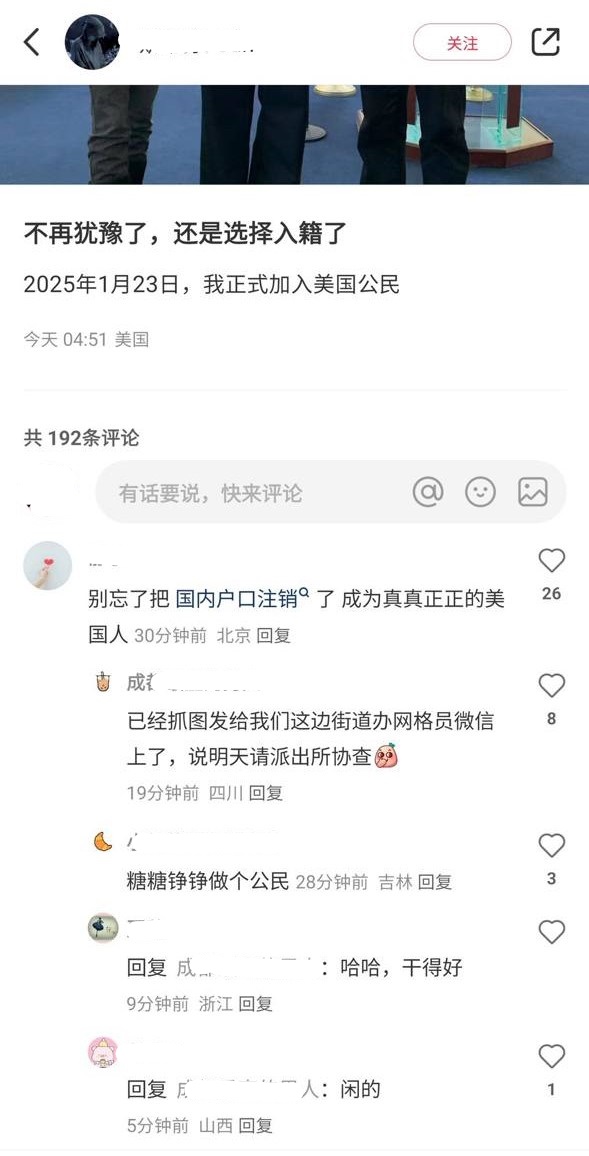 关注
不再犹豫了，还是选择入籍了
2025年1月23日，我正式加入美国公民
今天 04:51 美国
共 192条评论
有话要说，快来评论
别忘了把 国内户口注销 了 成为真真正正的美
国人 30分钟前 北京 回复
26
成
已经抓图发给我们这边街道办网格员微信
上了，说明天请派出所协查
8
19分钟前 四川 回复
糖糖铮铮做个公民 28分钟前 吉林 回复
3
回复 成 ：哈哈，干得好
9分钟前 浙江 回复
回复 人：闲的
1
5分钟前 山西 回复